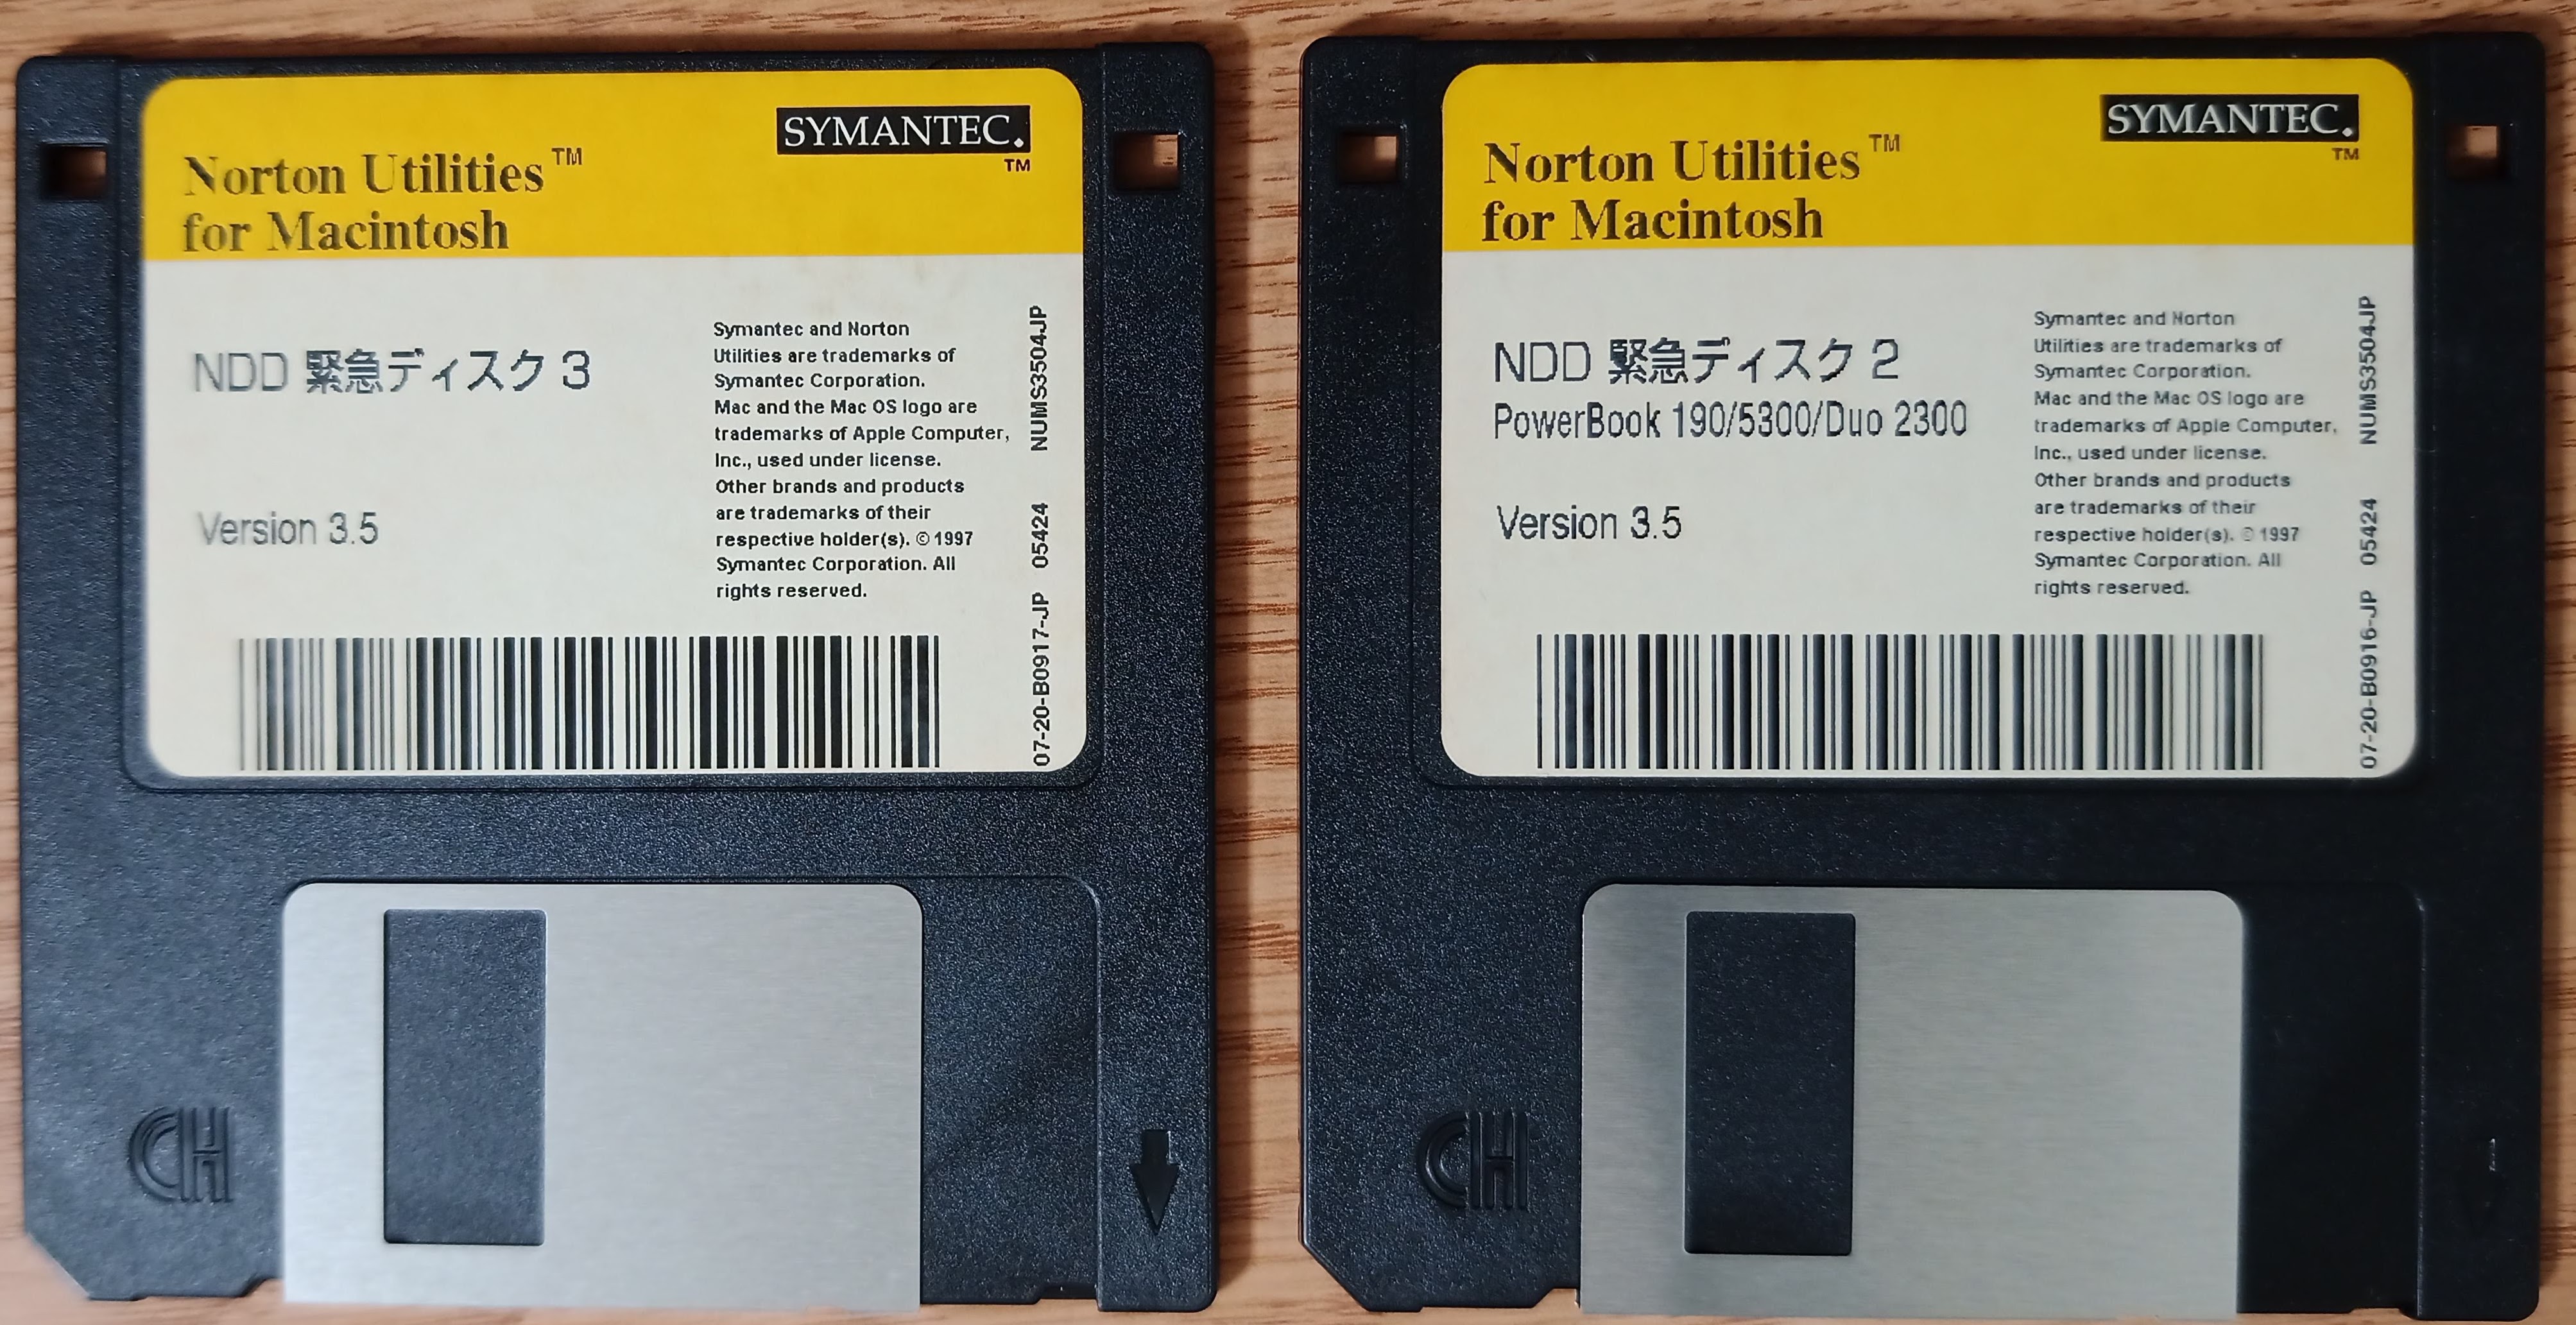 Norton Utilities™
for Macintosh
SYMANTEC.
TM
NDD 緊急ディスク 3
Version 3.5
Symantec and Norton
Utilities are trademarks of
Symantec Corporation.
Mac and the Mac OS logo are
trademarks of Apple Computer,
Inc., used under license.
Other brands and products
are trademarks of their
respective holder(s). © 1997
Symantec Corporation. All
rights reserved.
07-20-B0917-JP 05424 NUMS3504JP
CH
Norton Utilities™
for Macintosh
SYMANTEC.
TM
NDD 緊急ディスク 2
PowerBook 190/5300/Duo 2300
Version 3.5
Symantec and Norton
Utilities are trademarks of
Symantec Corporation.
Mac and the Mac OS logo are
trademarks of Apple Computer,
Inc., used under license.
Other brands and products
are trademarks of their
respective holder(s). © 1997
Symantec Corporation. All
rights reserved.
07-20-B0916-JP 05424 NUMS3504JP
CH